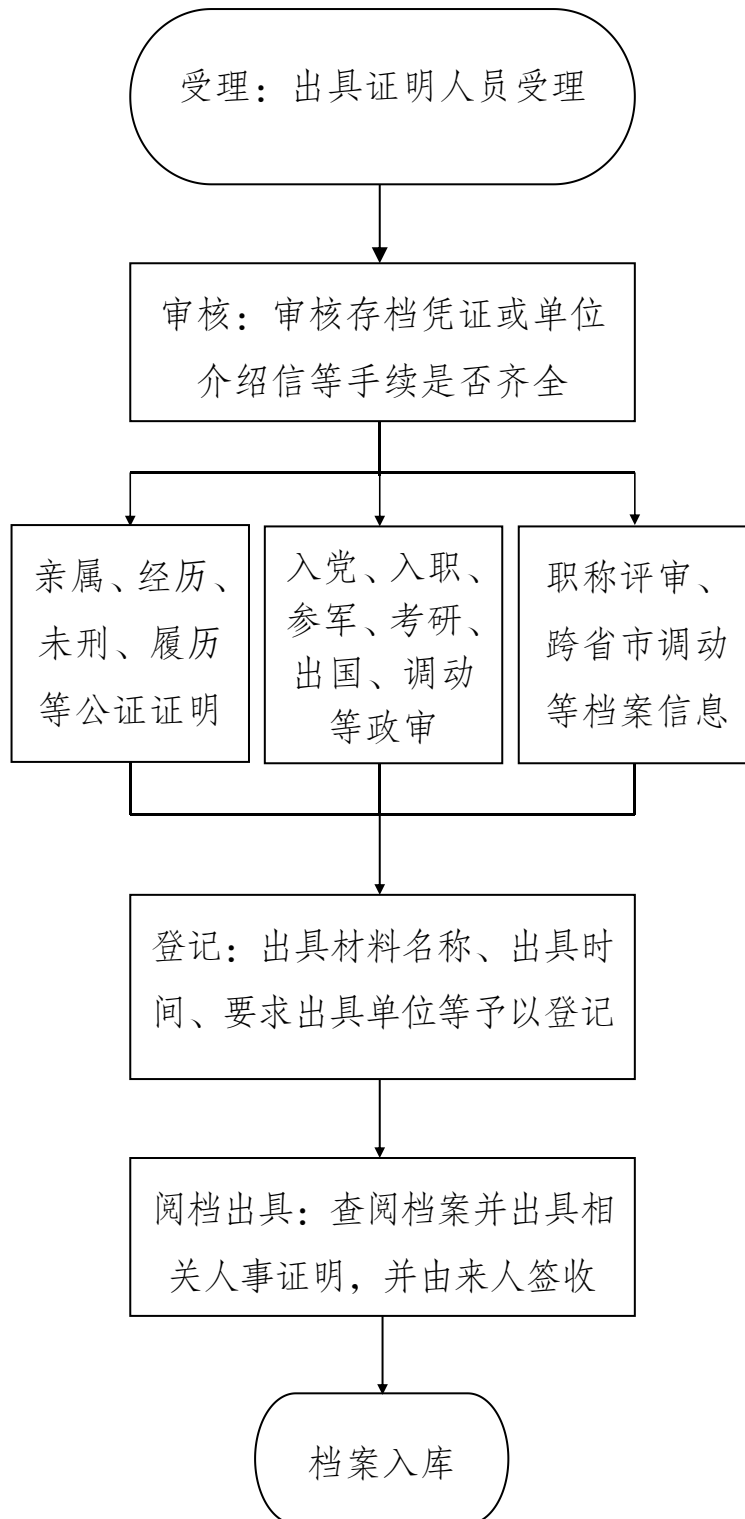 受理：出具证明人员受理
审核：审核存档凭证或单位
介绍信等手续是否齐全
亲属、经历、
未刑、履历
等公证证明
入党、入职、
参军、考研、
出国、调动
等政审
职称评审、
跨省市调动
等档案信息
登记：出具材料名称、出具时
间、要求出具单位等予以登记
阅档出具：查阅档案并出具相
关人事证明，并由来人签收
档案入库